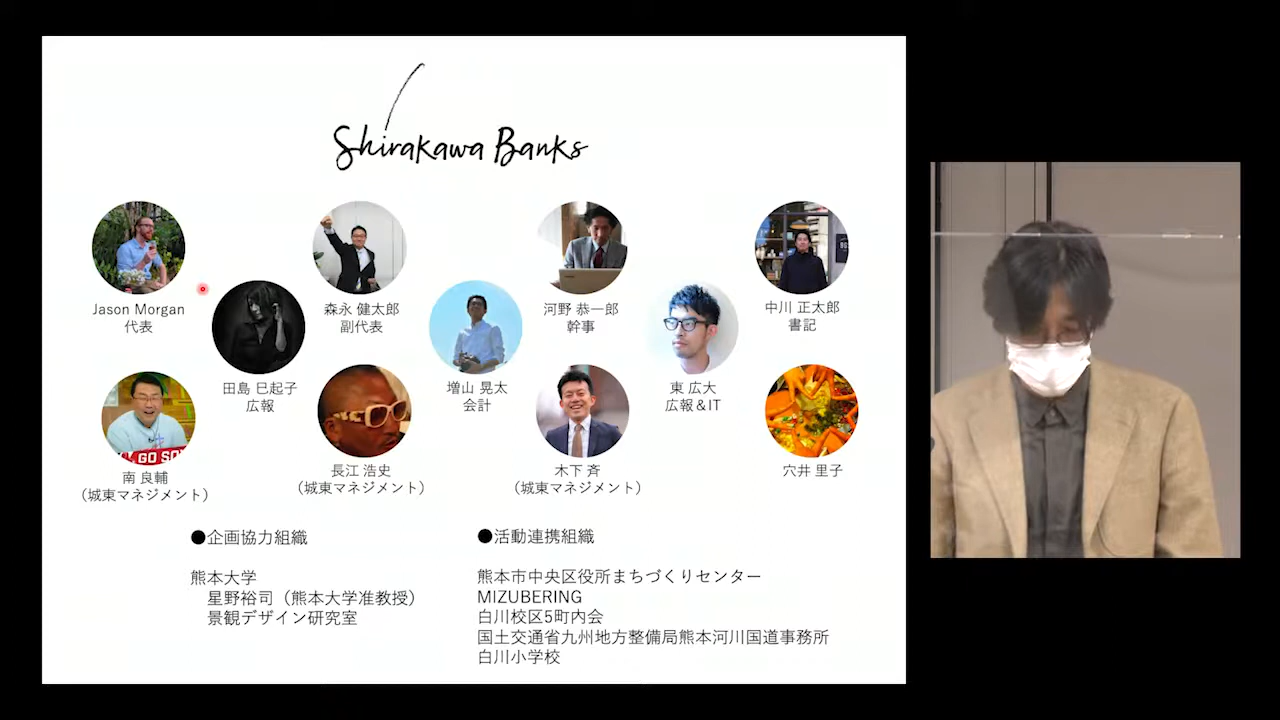 Shirakawa Banks
Jason Morgan
代表
森永 健太郎
副代表
河野 恭一郎
幹事
中川 正太郎
書記
田島 巳起子
広報
増山 晃太
会計
東 広大
広報＆IT
南 良輔
（城東マネジメント）
長江 浩史
（城東マネジメント）
木下 斉
（城東マネジメント）
穴井 里子
●企画協力組織
熊本大学
星野裕司（熊本大学准教授）
景観デザイン研究室
●活動連携組織
熊本市中央区役所まちづくりセンター
MIZUBERING
白川校区5町内会
国土交通省九州地方整備局熊本河川国道事務所
白川小学校